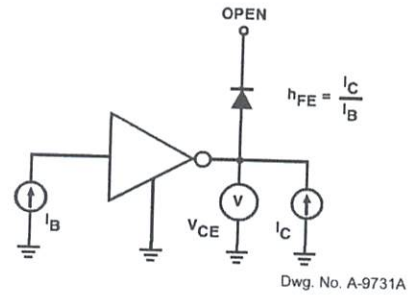 OPEN
hFE = IC
IB
IB
V
VCE
IC
Dwg. No. A-9731A